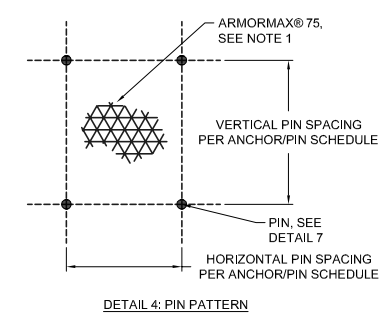 ARMORMAX® 75,
SEE NOTE 1
VERTICAL PIN SPACING
PER ANCHOR/PIN SCHEDULE
PIN, SEE
DETAIL 7
HORIZONTAL PIN SPACING
PER ANCHOR/PIN SCHEDULE
DETAIL 4: PIN PATTERN